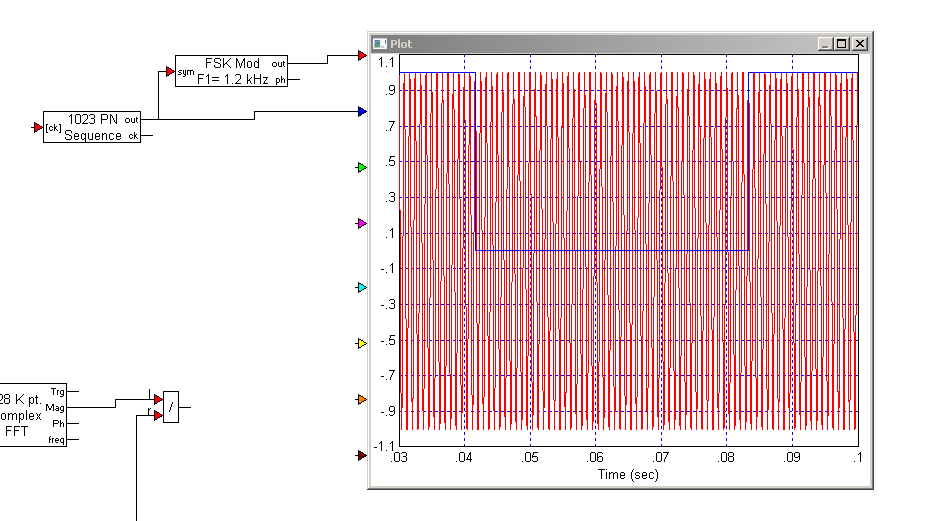 Plot
FSK Mod out
sym
F1= 1.2 kHz ph
1023 PN out
[ck]
Sequence ck
1.1
.9
.7
.5
.3
.1
-.1
-.3
-.5
-.7
-.9
-1.1
.03 .04 .05 .06 .07 .08 .09 .1
Time (sec)
Trg
28 K pt.
Mag
omplex
Ph
FFT
freq
l
r
/